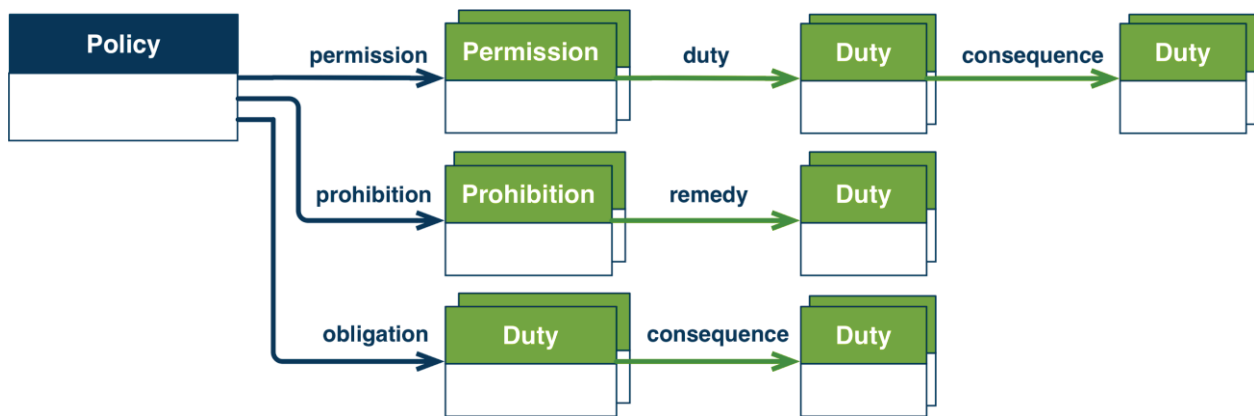 Policy
permission
Permission
duty
Duty
consequence
Duty
prohibition
Prohibition
remedy
Duty
obligation
Duty
consequence
Duty